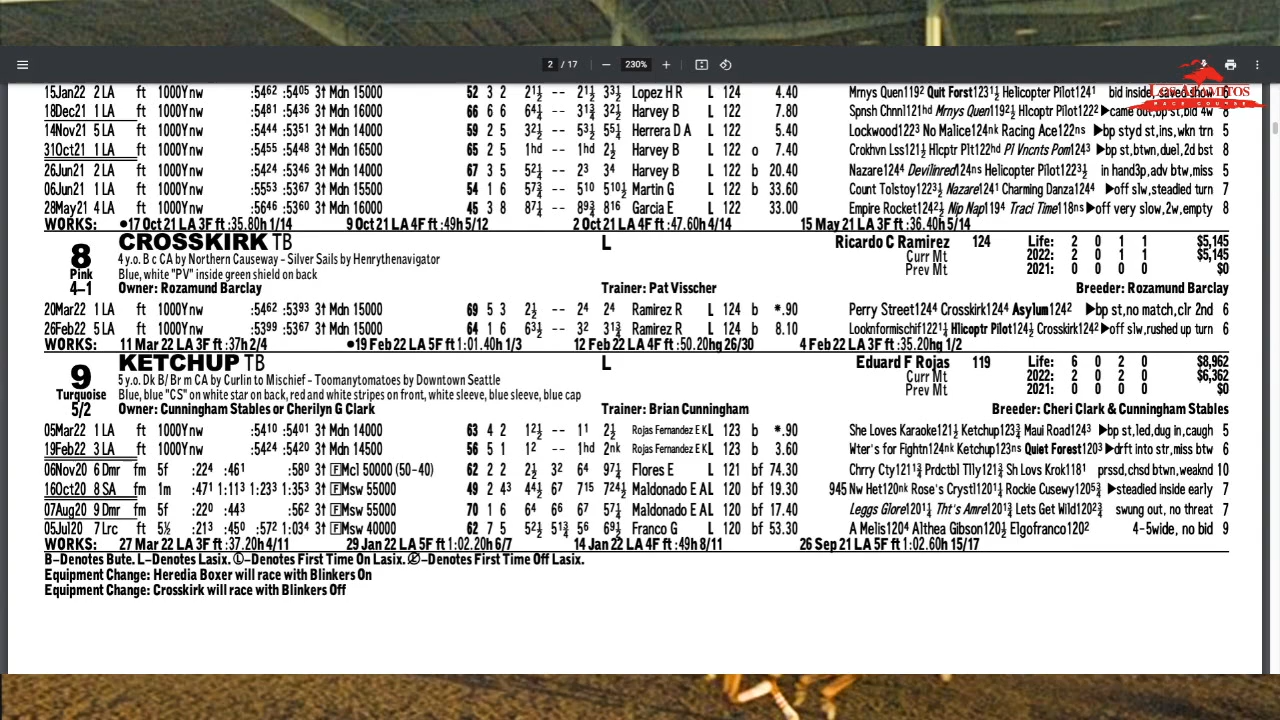 2 / 17 230%
LOS ALAMITOS
RACE COURSE
15Jan22 2 LA ft 1000Ynw :5462 :5405 3↑ Mdn 15000 52 3 2 21½ -- 21½ 33½ Lopez H R L 124 4.40 Mrnys Quen119² Quit Forest123¹½ Helicopter Pilot124¹ bid inside, saved show 6
18Dec21 1 LA ft 1000Ynw :5481 :5436 3↑ Mdn 16500 66 6 6 64¼ -- 31¾ 32½ Harvey B L 122 7.80 Spnsh Chnnl121hd Mrnys Quen119²½ Hlcoptr Pilot122² ▶came out,bp st,bid 4w 8
14Nov21 5 LA ft 1000Ynw :5444 :5351 3↑ Mdn 14000 59 2 5 32½ -- 53½ 55¼ Herrera D A L 122 5.40 Lockwood122³ No Malice124nk Racing Ace122ns ▶bp styd st,ins,wkn trn 5
31Oct21 1 LA ft 1000Ynw :5455 :5448 3↑ Mdn 16500 65 2 5 1hd -- 1hd 2½ Harvey B L 122 o 7.40 Crokhvn Lss121½ Hlcptr Plt122hd Pl Vncnts Pom124³ ▶bp st,btwn,duel,2d bst 8
26Jun21 2 LA ft 1000Ynw :5424 :5346 3↑ Mdn 14000 67 3 5 52¼ -- 23 34 Harvey B L 122 b 20.40 Nazare124⁴ Devilinred124ns Helicopter Pilot122³½ in hand3p,adv btw,miss 5
06Jun21 2 LA ft 1000Ynw :5553 :5367 3↑ Mdn 15500 54 1 6 57¾ -- 510 510½ Martin G L 122 b 33.60 Count Tolstoy122³½ Nazare124¹ Charming Danza124⁴ ▶off slw,steadied turn 7
28May21 4 LA ft 1000Ynw :5646 :5360 3↑ Mdn 16000 45 3 8 87¼ -- 89¾ 816 Garcia E L 122 33.00 Empire Rocket124²½ Nip Nap119⁴ Traci Time118ns ▶off very slow,2w,empty 8
WORKS: ●17 Oct 21 LA 3F ft :35.80h 1/14 9 Oct 21 LA 4F ft :49h 5/12 2 Oct 21 LA 4F ft :47.60h 4/14 15 May 21 LA 3F ft :36.40h 5/14
8 CROSSKIRK TB L Ricardo C Ramirez 124 Life: 2 0 1 1 $5,145
4 y.o. B c CA by Northern Causeway – Silver Sails by Henrythenavigator Curr Mt 2022: 2 0 1 1 $5,145
Pink Blue, white "PV" inside green shield on back Prev Mt 2021: 0 0 0 0 $0
4–1 Owner: Rozamund Barclay Trainer: Pat Visscher Breeder: Rozamund Barclay
20Mar22 1 LA ft 1000Ynw :5462 :5393 3↑ Mdn 15000 69 5 3 2½ -- 24 24 Ramirez R L 124 b *.90 Perry Street124⁴ Crosskirk124⁴ Asylum124² ▶bp st,no match,clr 2nd 6
26Feb22 5 LA ft 1000Ynw :5399 :5367 3↑ Mdn 15000 64 1 6 63½ -- 32 31¾ Ramirez R L 124 b 8.10 Looknformischif122¹¼ Hlicoptr Pilot124½ Crosskirk124² ▶off slw,rushed up turn 6
WORKS: 11 Mar 22 LA 3F ft :37h 2/4 ●19 Feb 22 LA 5F ft 1:01.40h 1/3 12 Feb 22 LA 4F ft :50.20hg 26/30 4 Feb 22 LA 3F ft :35.20hg 1/2
9 KETCHUP TB L Eduard F Rojas 119 Life: 6 0 2 0 $8,962
5 y.o. Dk B/ Br m CA by Curlin to Mischief – Toomanytomatoes by Downtown Seattle Curr Mt 2022: 2 0 2 0 $6,362
Turquoise Blue, blue "CS" on white star on back, red and white stripes on front, white sleeve, blue sleeve, blue cap Prev Mt 2021: 0 0 0 0 $0
5/2 Owner: Cunningham Stables or Cherilyn G Clark Trainer: Brian Cunningham Breeder: Cheri Clark & Cunningham Stables
05Mar22 1 LA ft 1000Ynw :5410 :5401 3↑ Mdn 15000 63 4 2 12½ -- 11 2½ Rojas Fernandez E K L 123 b *.90 She Loves Karaoke121½ Ketchup123¾ Maui Road124³ ▶bp st,led,dug in,caugh 5
19Feb22 3 LA ft 1000Ynw :5424 :5420 3↑ Mdn 14500 56 5 1 12 -- 1hd 2nk Rojas Fernandez E K L 123 b 3.60 Wter's for Fightn124nk Ketchup123ns Quiet Forest120³ ▶drft into str,miss btw 6
06Nov20 6 Dmr fm 5f :224 :461 :580 3↑ ⒻMcl 50000 (50-40) 62 2 2 2½ 32 64 97¼ Flores E L 121 bf 74.30 Chrry Cty121¹¾ Prdctbl Tlly121¾ Sh Lovs Krok118¹ prssd,chsd btwn,weaknd 10
16Oct20 8 SA fm 1m :471 1:113 1:233 1:353 3↑ ⒻMsw 55000 49 2 43 44½ 67 715 724½ Maldonado E A L 120 bf 19.30 945 Nw Het120nk Rose's Crystl120¹¼ Rockie Cusewy120⁵¾ ▶steadied inside early 7
07Aug20 9 Dmr fm 5f :220 :443 :562 3↑ ⒻMsw 55000 70 1 6 64 66 67 57¼ Maldonado E A L 120 bf 17.40 Leggs Glore120¹¼ Tht's Amre120¹¾ Lets Get Wild120²¾ swung out, no threat 7
05Jul20 7 Lrc ft 5½ :213 :450 :572 1:034 3↑ ⒻMsw 40000 62 7 5 52½ 51¾ 56 69½ Franco G L 120 bf 53.30 A Melis120⁴ Althea Gibson120½ Elgofranco120² 4-5wide, no bid 9
WORKS: 27 Mar 22 LA 3F ft :37.20h 4/11 29 Jan 22 LA 5F ft 1:02.20h 6/7 14 Jan 22 LA 4F ft :49h 8/11 26 Sep 21 LA 5F ft 1:02.60h 15/17
B–Denotes Bute. L–Denotes Lasix. Ⓛ–Denotes First Time On Lasix. –Denotes First Time Off Lasix.
Equipment Change: Heredia Boxer will race with Blinkers On
Equipment Change: Crosskirk will race with Blinkers Off